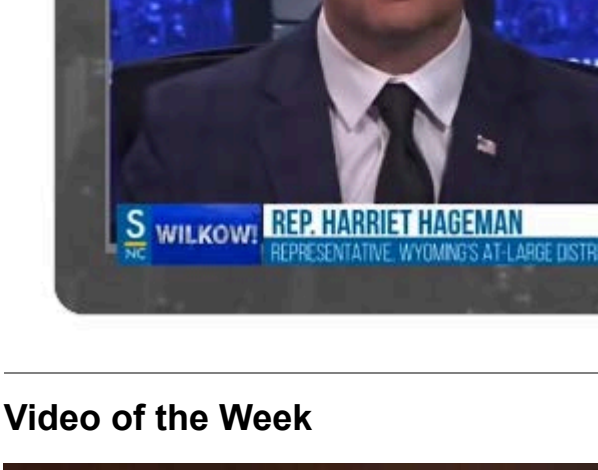 S
NC
WILKOW!
REP. HARRIET HAGEMAN
REPRESENTATIVE, WYOMING'S AT-LARGE DISTR
Video of the Week